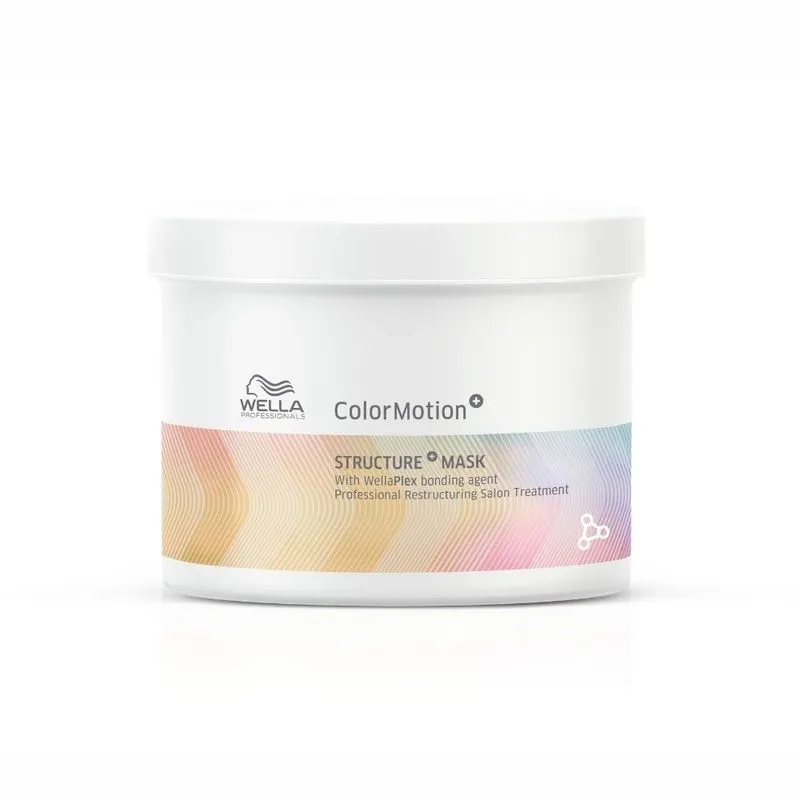 WELLA
PROFESSIONALS
ColorMotion+
STRUCTURE+ MASK
With WellaPlex bonding agent
Professional Restructuring Salon Treatment